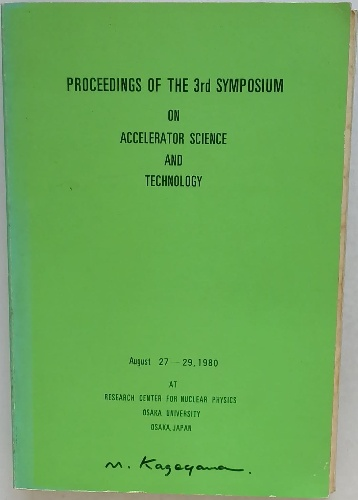 PROCEEDINGS OF THE 3rd SYMPOSIUM
ON
ACCELERATOR SCIENCE
AND
TECHNOLOGY
August 27-29, 1980
AT
RESEARCH CENTER FOR NUCLEAR PHYSICS
OSAKA UNIVERSITY
OSAKA, JAPAN
M. Kageyama.